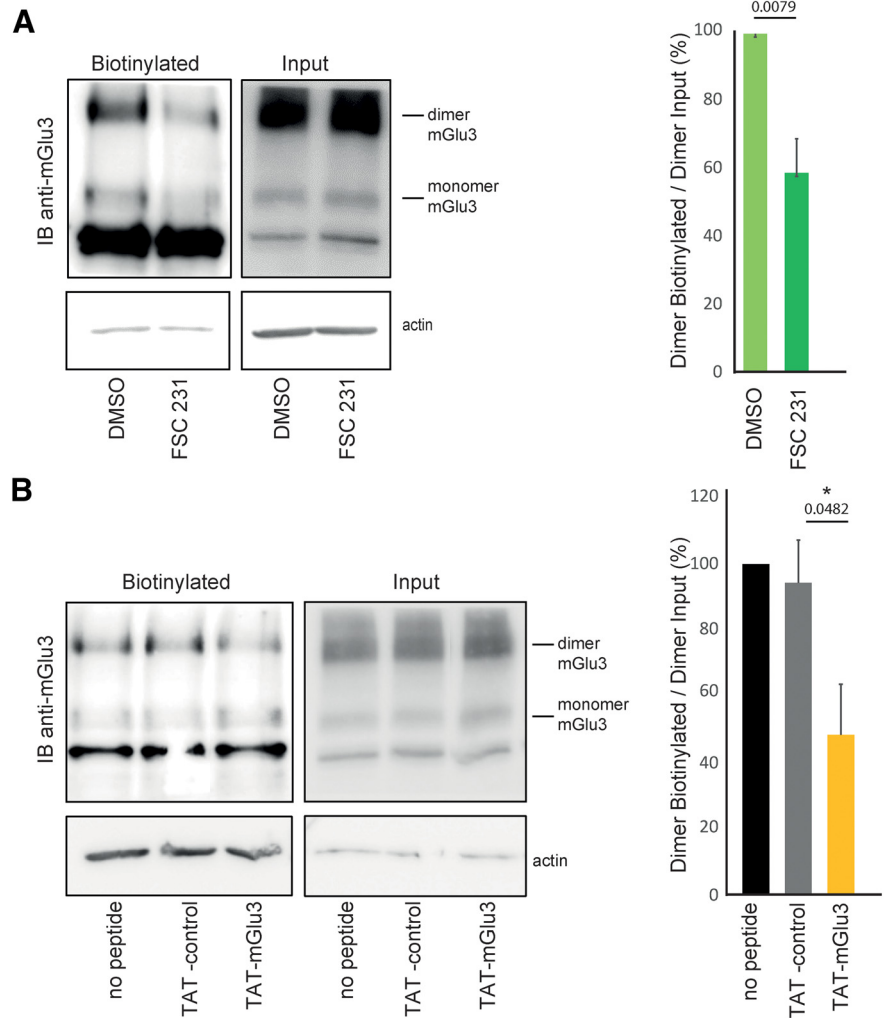 A
Biotinylated
Input
IB anti-mGlu3
dimer
mGlu3
monomer
mGlu3
actin
DMSO
FSC 231
DMSO
FSC 231
0.0079
Dimer Biotinylated / Dimer Input (%)
100
80
60
40
20
0
DMSO
FSC 231
B
Biotinylated
Input
IB anti-mGlu3
dimer
mGlu3
monomer
mGlu3
actin
no peptide
TAT -control
TAT-mGlu3
no peptide
TAT -control
TAT-mGlu3
*
0.0482
Dimer Biotinylated / Dimer Input (%)
120
100
80
60
40
20
0
no peptide
TAT -control
TAT-mGlu3